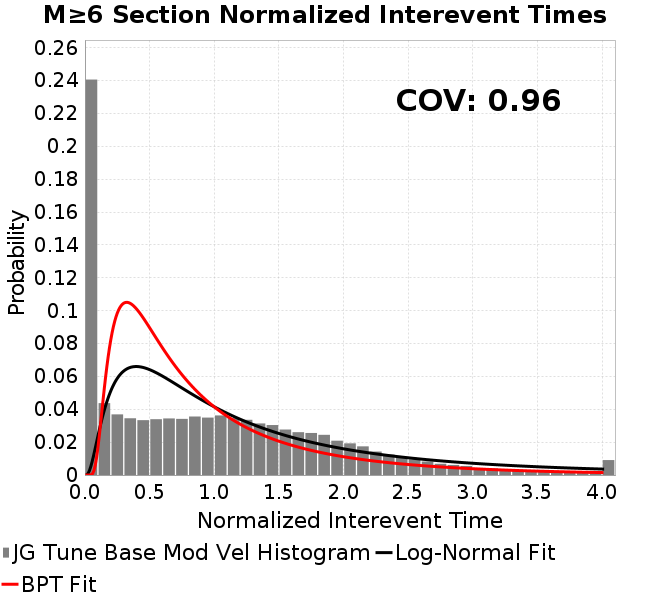 M≥6 Section Normalized Interevent Times
0.26
0.24
0.22
0.2
0.18
0.16
0.14
0.12
0.1
0.08
0.06
0.04
0.02
0
Probability
COV: 0.96
0.0 0.5 1.0 1.5 2.0 2.5 3.0 3.5 4.0
Normalized Interevent Time
JG Tune Base Mod Vel Histogram Log-Normal Fit
BPT Fit